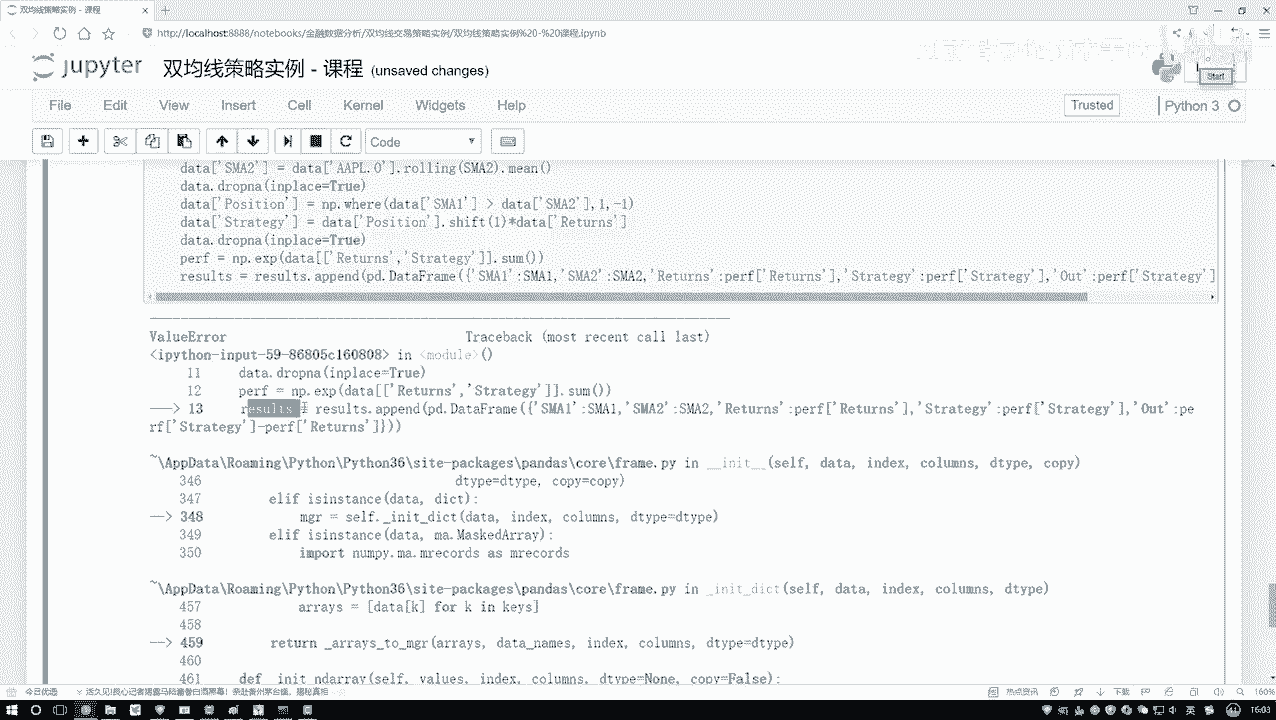 双均线策略实例 - 课程
http://localhost:8888/notebooks/金融数据分析/双均线交易策略实例/双均线策略实例%20-%20课程.ipynb
jupyter 双均线策略实例 - 课程 (unsaved changes)
Start
File Edit View Insert Cell Kernel Widgets Help
Trusted
Python 3
Code
data['SMA2'] = data['AAPL.O'].rolling(SMA2).mean()
data.dropna(inplace=True)
data['Position'] = np.where(data['SMA1'] > data['SMA2'],1,-1)
data['Strategy'] = data['Position'].shift(1)*data['Returns']
data.dropna(inplace=True)
perf = np.exp(data[['Returns','Strategy']].sum())
results = results.append(pd.DataFrame({'SMA1':SMA1,'SMA2':SMA2,'Returns':perf['Returns'],'Strategy':perf['Strategy'],'Out':perf['Strategy']
ValueError Traceback (most recent call last)
<ipython-input-59-86805c160808> in <module>()
11 data.dropna(inplace=True)
12 perf = np.exp(data[['Returns','Strategy']].sum())
---> 13 results = results.append(pd.DataFrame({'SMA1':SMA1,'SMA2':SMA2,'Returns':perf['Returns'],'Strategy':perf['Strategy'],'Out':pe
rf['Strategy']-perf['Returns']}))
~\AppData\Roaming\Python\Python36\site-packages\pandas\core\frame.py in __init__(self, data, index, columns, dtype, copy)
346 dtype=dtype, copy=copy)
347 elif isinstance(data, dict):
--> 348 mgr = self._init_dict(data, index, columns, dtype=dtype)
349 elif isinstance(data, ma.MaskedArray):
350 import numpy.ma.mrecords as mrecords
~\AppData\Roaming\Python\Python36\site-packages\pandas\core\frame.py in _init_dict(self, data, index, columns, dtype)
457 arrays = [data[k] for k in keys]
458
--> 459 return _arrays_to_mgr(arrays, data_names, index, columns, dtype=dtype)
460
461 def _init_ndarray(self, values, index, columns, dtype=None, copy=False):
今日优选
热点资讯
下载
160%
16:03